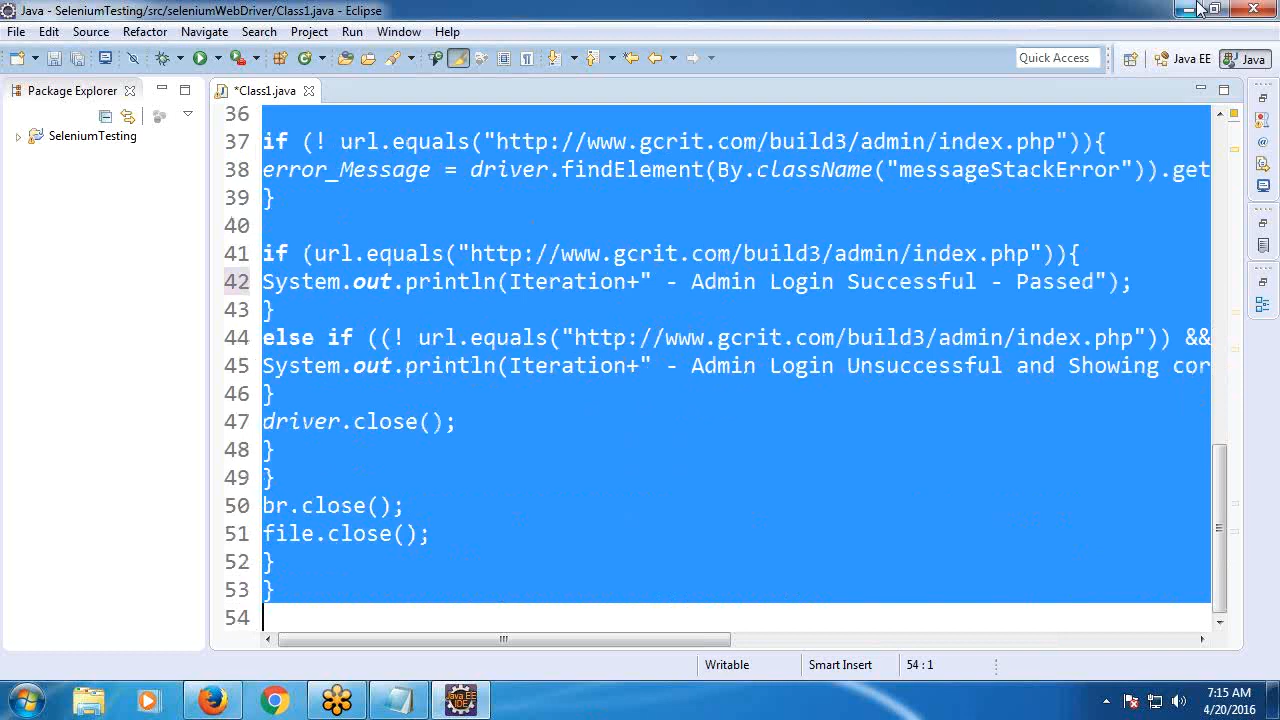 Java - SeleniumTesting/src/seleniumWebDriver/Class1.java - Eclipse
File Edit Source Refactor Navigate Search Project Run Window Help
Quick Access Java EE Java
Package Explorer *Class1.java
SeleniumTesting
36
37 if (! url.equals("http://www.gcrit.com/build3/admin/index.php")){
38 error_Message = driver.findElement(By.className("messageStackError")).get
39 }
40
41 if (url.equals("http://www.gcrit.com/build3/admin/index.php")){
42 System.out.println(Iteration+" - Admin Login Successful - Passed");
43 }
44 else if ((! url.equals("http://www.gcrit.com/build3/admin/index.php")) &&
45 System.out.println(Iteration+" - Admin Login Unsuccessful and Showing cor
46 }
47 driver.close();
48 }
49 }
50 br.close();
51 file.close();
52 }
53 }
54
Writable Smart Insert 54 : 1
Java EE
IDE
7:15 AM
4/20/2016